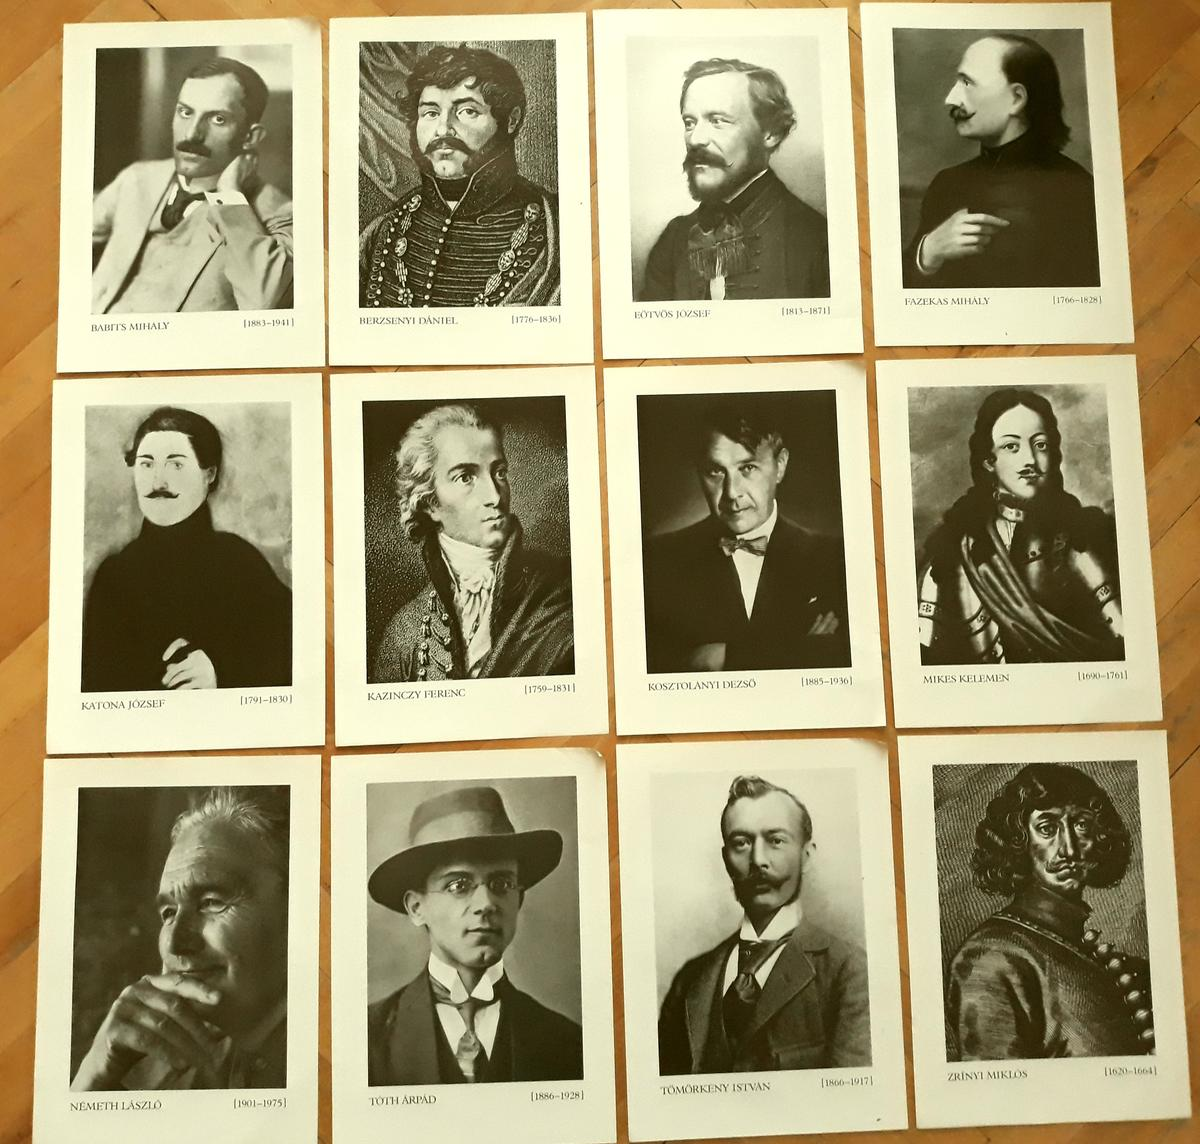 BABITS MIHÁLY [1883–1941]
BERZSENYI DÁNIEL [1776–1836]
EÖTVÖS JÓZSEF [1813–1871]
FAZEKAS MIHÁLY [1766–1828]
KATONA JÓZSEF [1791–1830]
KAZINCZY FERENC [1759–1831]
KOSZTOLÁNYI DEZSŐ [1885–1936]
MIKES KELEMEN [1690–1761]
NÉMETH LÁSZLÓ [1901–1975]
TÓTH ÁRPÁD [1886–1928]
TÖMÖRKÉNY ISTVÁN [1866–1917]
ZRÍNYI MIKLÓS [1620–1664]